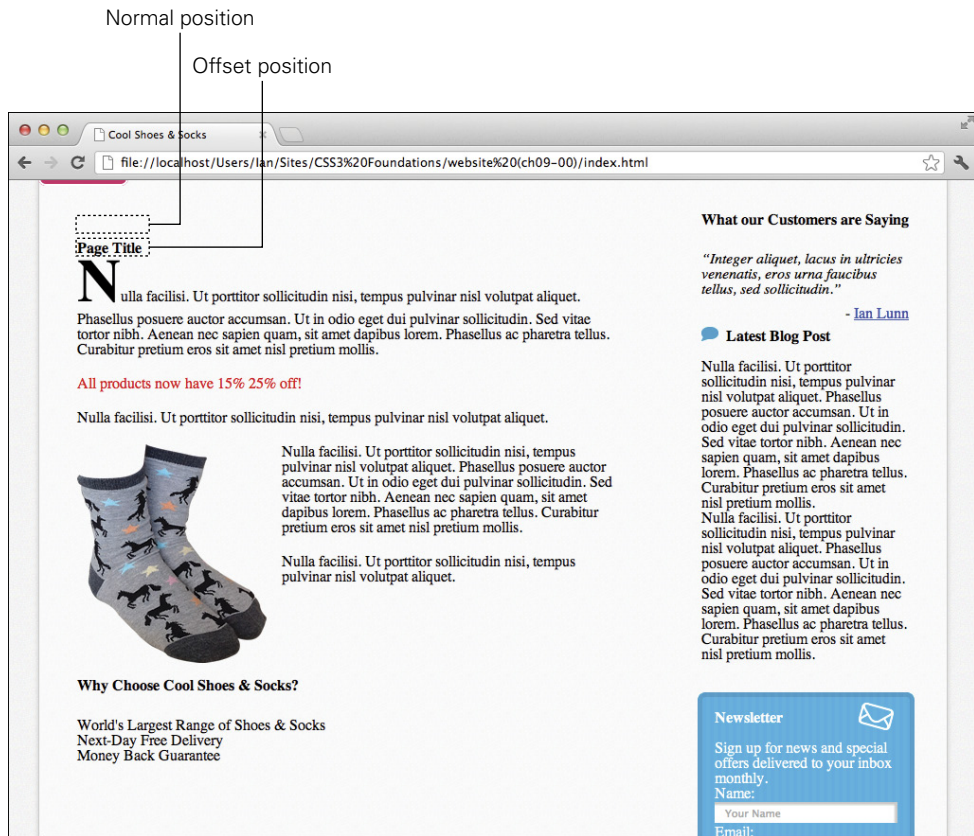 Normal position
Offset position
Cool Shoes & Socks
file://localhost/Users/Ian/Sites/CSS3%20Foundations/website%20(ch09-00)/index.html
Page Title
Nulla facilisi. Ut porttitor sollicitudin nisi, tempus pulvinar nisl volutpat aliquet.
Phasellus posuere auctor accumsan. Ut in odio eget dui pulvinar sollicitudin. Sed vitae
tortor nibh. Aenean nec sapien quam, sit amet dapibus lorem. Phasellus ac pharetra tellus.
Curabitur pretium eros sit amet nisl pretium mollis.
All products now have 15% 25% off!
Nulla facilisi. Ut porttitor sollicitudin nisi, tempus pulvinar nisl volutpat aliquet.
Nulla facilisi. Ut porttitor sollicitudin nisi, tempus
pulvinar nisl volutpat aliquet. Phasellus posuere auctor
accumsan. Ut in odio eget dui pulvinar sollicitudin. Sed
vitae tortor nibh. Aenean nec sapien quam, sit amet
dapibus lorem. Phasellus ac pharetra tellus. Curabitur
pretium eros sit amet nisl pretium mollis.
Nulla facilisi. Ut porttitor sollicitudin nisi, tempus
pulvinar nisl volutpat aliquet.
Why Choose Cool Shoes & Socks?
World's Largest Range of Shoes & Socks
Next-Day Free Delivery
Money Back Guarantee
What our Customers are Saying
“Integer aliquet, lacus in ultricies
venenatis, eros urna faucibus
tellus, sed sollicitudin.”
- Ian Lunn
Latest Blog Post
Nulla facilisi. Ut porttitor
sollicitudin nisi, tempus pulvinar
nisl volutpat aliquet. Phasellus
posuere auctor accumsan. Ut in
odio eget dui pulvinar sollicitudin.
Sed vitae tortor nibh. Aenean nec
sapien quam, sit amet dapibus
lorem. Phasellus ac pharetra tellus.
Curabitur pretium eros sit amet
nisl pretium mollis.
Nulla facilisi. Ut porttitor
sollicitudin nisi, tempus pulvinar
nisl volutpat aliquet. Phasellus
posuere auctor accumsan. Ut in
odio eget dui pulvinar sollicitudin.
Sed vitae tortor nibh. Aenean nec
sapien quam, sit amet dapibus
lorem. Phasellus ac pharetra tellus.
Curabitur pretium eros sit amet
nisl pretium mollis.
Newsletter
Sign up for news and special
offers delivered to your inbox
monthly.
Name:
Your Name
Email: